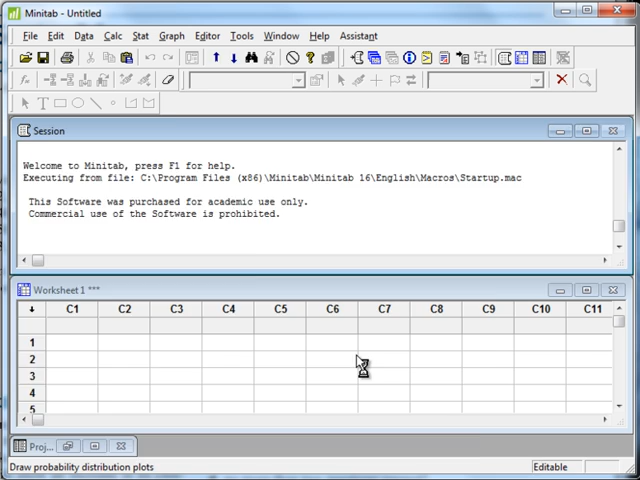 Minitab - Untitled
File Edit Data Calc Stat Graph Editor Tools Window Help Assistant
Session
Welcome to Minitab, press F1 for help.
Executing from file: C:\Program Files (x86)\Minitab\Minitab 16\English\Macros\Startup.mac
This Software was purchased for academic use only.
Commercial use of the Software is prohibited.
Worksheet 1 ***
C1 C2 C3 C4 C5 C6 C7 C8 C9 C10 C11
1
2
3
4
5
Proj...
Draw probability distribution plots Editable